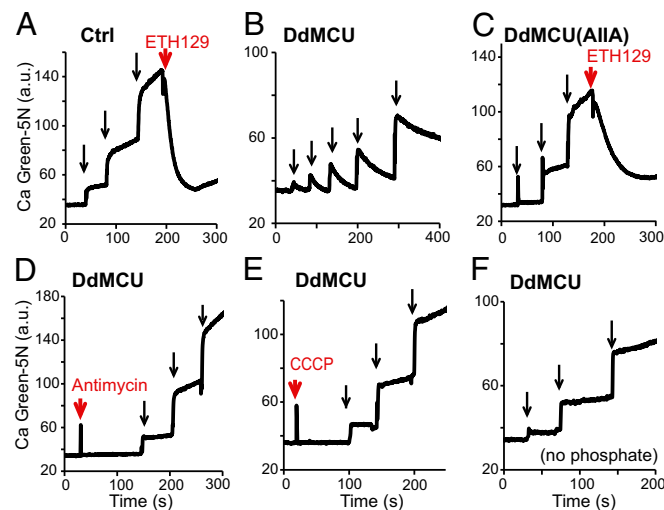 A
Ctrl
ETH129
Ca Green-5N (a.u.)
140
100
60
20
0 100 200 300
B
DdMCU
100
60
20
0 100 200 300 400
C
DdMCU(AIIA)
ETH129
140
100
60
20
0 100 200 300
D
DdMCU
Antimycin
Ca Green-5N (a.u.)
180
140
100
60
20
0 100 200 300
Time (s)
E
DdMCU
CCCP
100
60
20
0 100 200
Time (s)
F
DdMCU
100
60
20
(no phosphate)
0 50 100 150 200
Time (s)